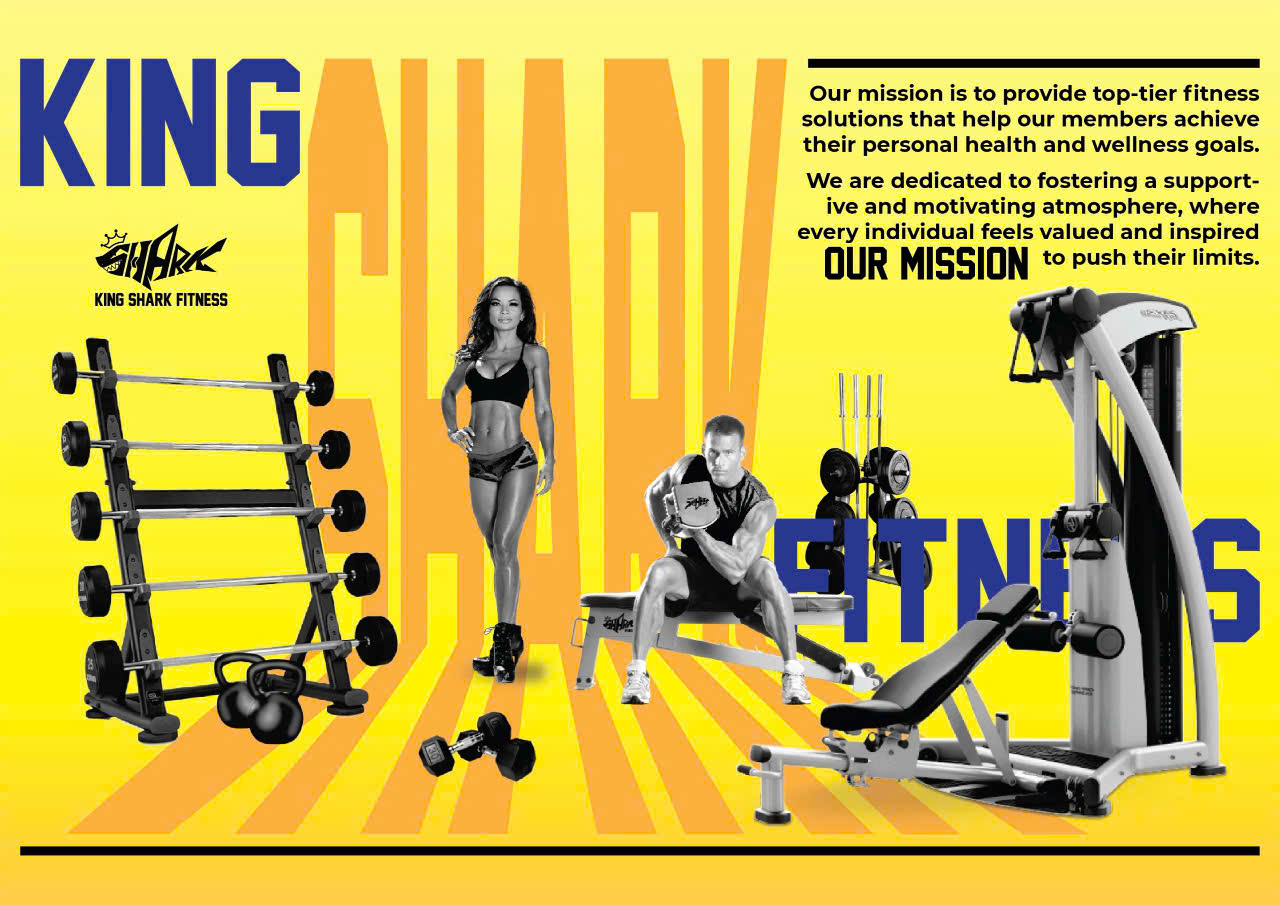 KING
SHARK
Our mission is to provide top-tier fitness
solutions that help our members achieve
their personal health and wellness goals.
We are dedicated to fostering a support-
ive and motivating atmosphere, where
every individual feels valued and inspired
OUR MISSION to push their limits.
SHARK
KING SHARK FITNESS
FITNESS
SHARK
25